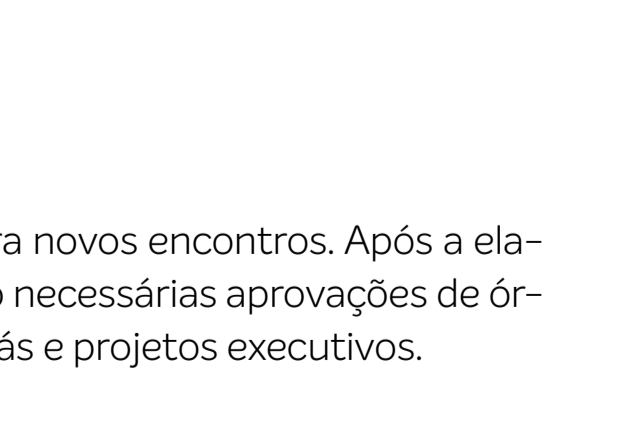 ra novos encontros. Após a ela-
o necessárias aprovações de ór-
ás e projetos executivos.